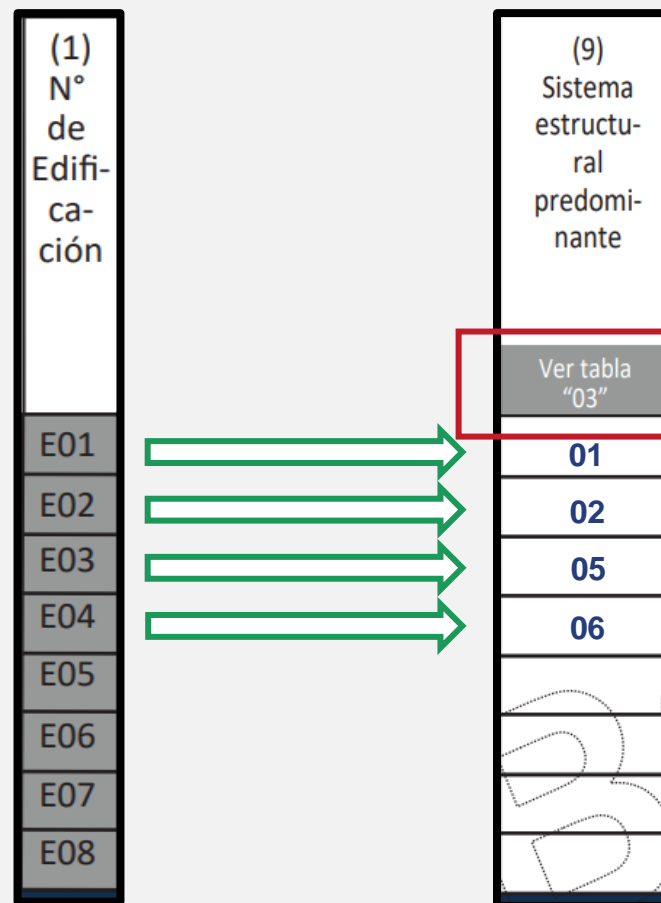 (1)
N°
de
Edifi-
ca-
ción
E01
E02
E03
E04
E05
E06
E07
E08
(9)
Sistema
estructu-
ral
predomi-
nante
Ver tabla
“03”
01
02
05
06